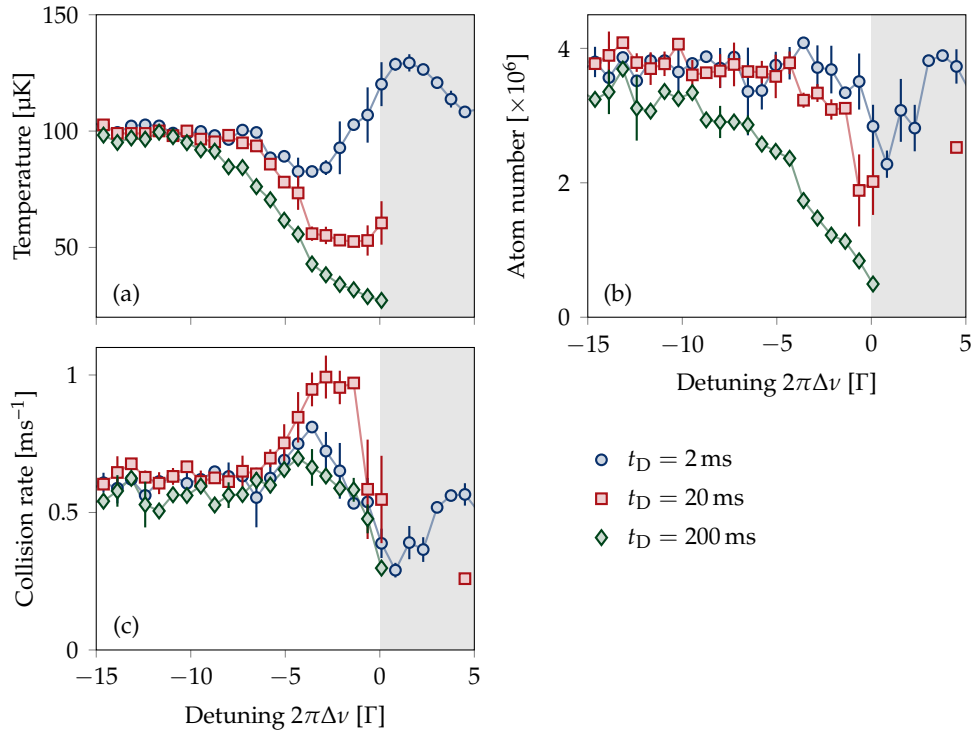 150
100
50
Temperature [µK]
(a)
4
2
0
Atom number [×10⁶]
(b)
−15 −10 −5 0 5
Detuning 2πΔν [Γ]
1
0.5
0
Collision rate [ms⁻¹]
(c)
−15 −10 −5 0 5
Detuning 2πΔν [Γ]
t_D = 2 ms
t_D = 20 ms
t_D = 200 ms